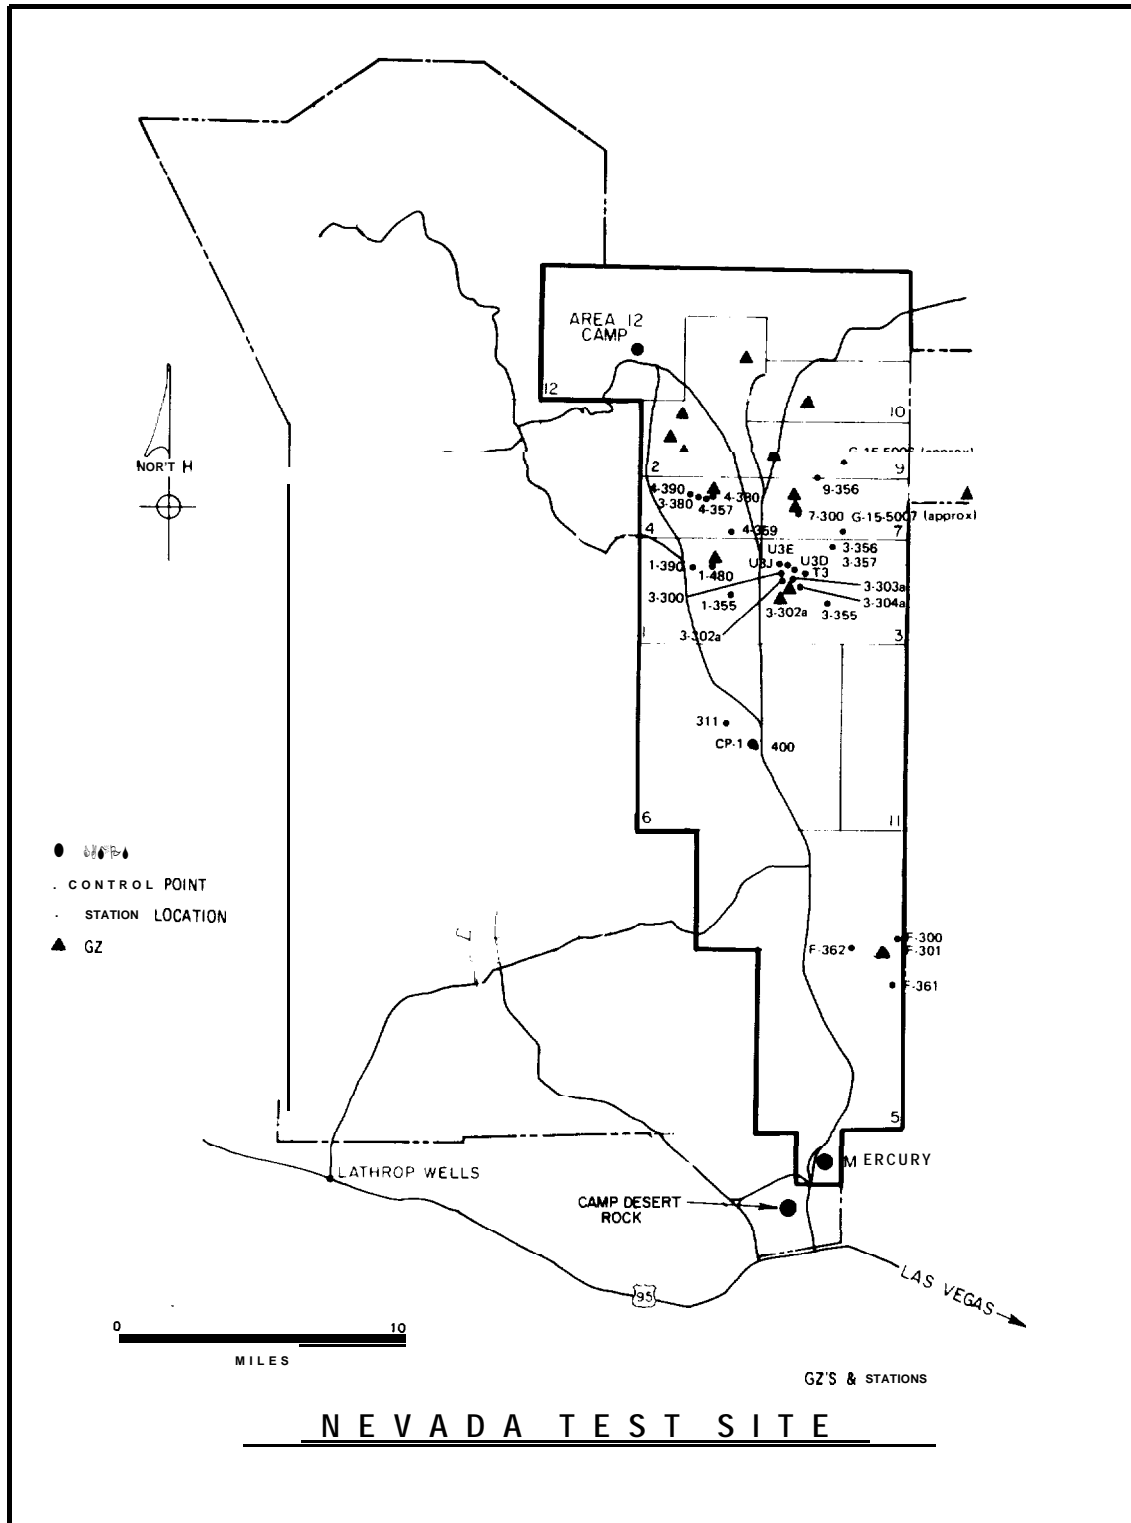 AREA 12
CAMP
12
10
NOR'T H
2
9
G-15-5006 (approx)
9-356
4-390
3-380
4-357
4-380
7-300
G-15-5007 (approx)
4
4-359
7
U3E
3-356
U3J
U3D
3-357
1-390
1-480
T3
3-303a
3-300
1-355
3-302a
3-355
3-304a
3-302a
1
3
311
CP-1
400
6
11
CONTROL POINT
STATION LOCATION
GZ
F-362
F-300
F-301
F-361
5
MERCURY
LATHROP WELLS
CAMP DESERT
ROCK
95
LAS VEGAS
0
10
MILES
GZ'S & STATIONS
NEVADA TEST SITE